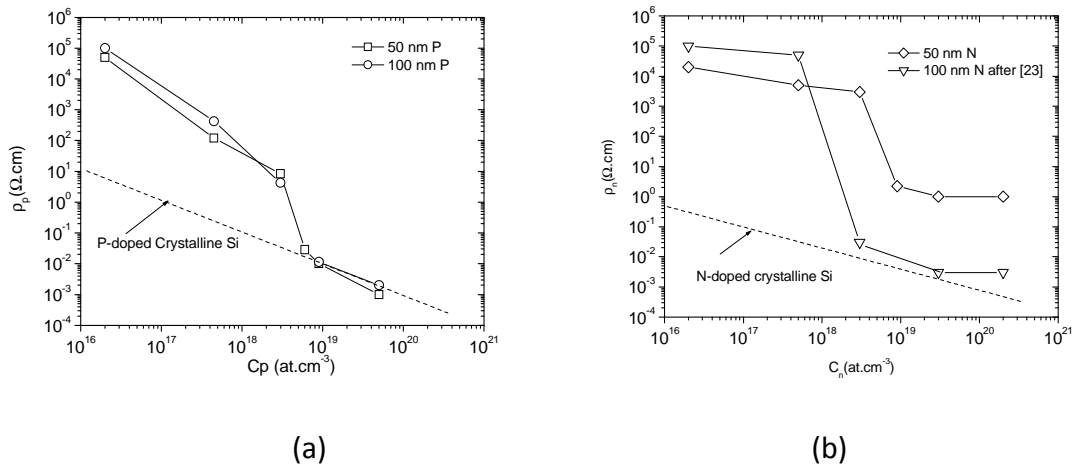 10^6
10^5
10^4
10^3
10^2
10^1
10^0
10^-1
10^-2
10^-3
10^-4
ρ_p(Ω.cm)
50 nm P
100 nm P
P-doped Crystalline Si
10^16 10^17 10^18 10^19 10^20 10^21
Cp (at.cm^-3)
(a)
10^6
10^5
10^4
10^3
10^2
10^1
10^0
10^-1
10^-2
10^-3
10^-4
ρ_n(Ω.cm)
50 nm N
100 nm N after [23]
N-doped crystalline Si
10^16 10^17 10^18 10^19 10^20 10^21
C_n(at.cm^-3)
(b)